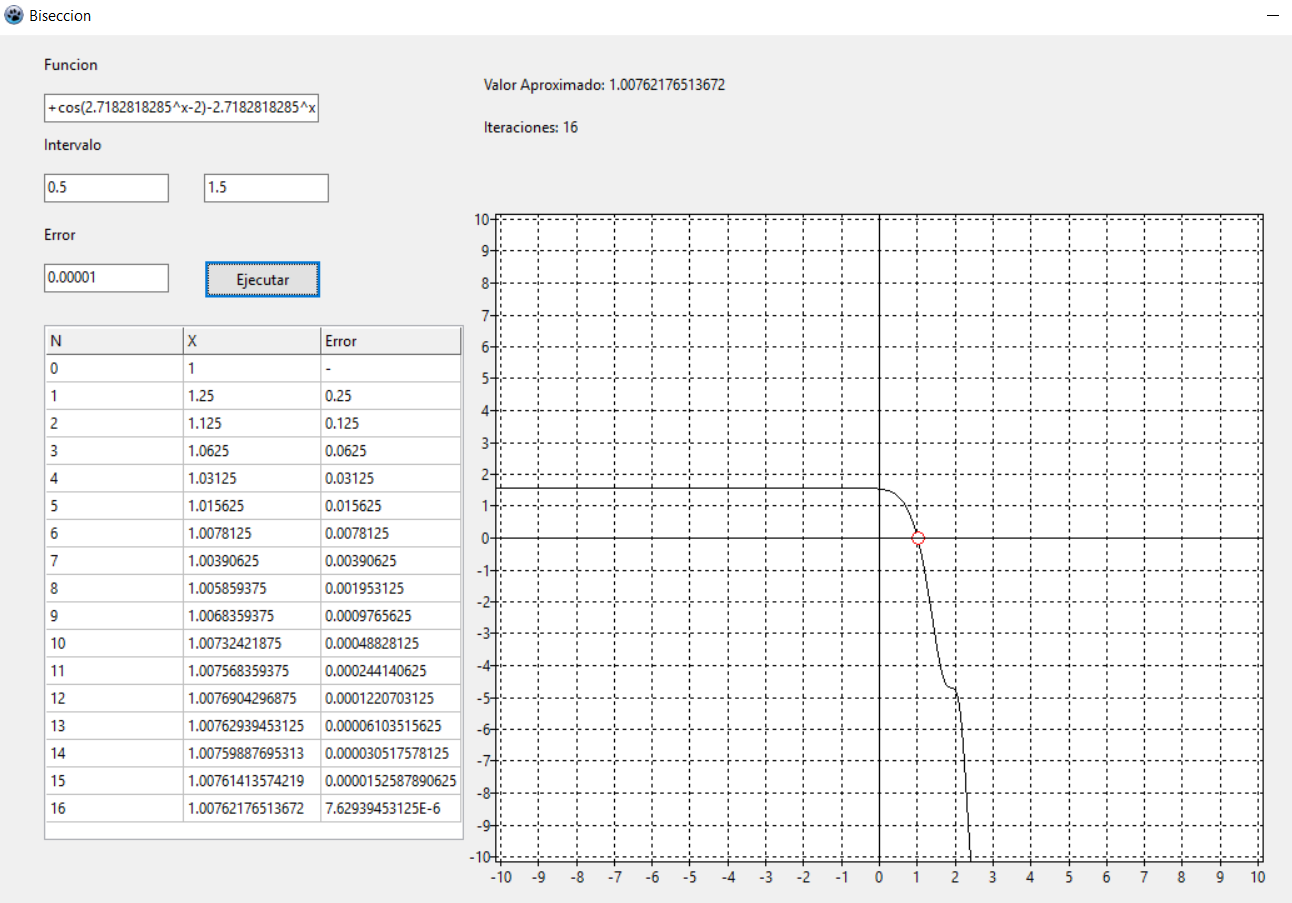 Biseccion
Funcion
+cos(2.7182818285^x-2)-2.7182818285^x
Intervalo
0.5 1.5
Error
0.00001 Ejecutar
N X Error
0 1 -
1 1.25 0.25
2 1.125 0.125
3 1.0625 0.0625
4 1.03125 0.03125
5 1.015625 0.015625
6 1.0078125 0.0078125
7 1.00390625 0.00390625
8 1.005859375 0.001953125
9 1.0068359375 0.0009765625
10 1.00732421875 0.00048828125
11 1.007568359375 0.000244140625
12 1.0076904296875 0.0001220703125
13 1.00762939453125 0.00006103515625
14 1.00759887695313 0.000030517578125
15 1.00761413574219 0.0000152587890625
16 1.00762176513672 7.62939453125E-6
Valor Aproximado: 1.00762176513672
Iteraciones: 16
10
9
8
7
6
5
4
3
2
1
0
-1
-2
-3
-4
-5
-6
-7
-8
-9
-10
-10 -9 -8 -7 -6 -5 -4 -3 -2 -1 0 1 2 3 4 5 6 7 8 9 10